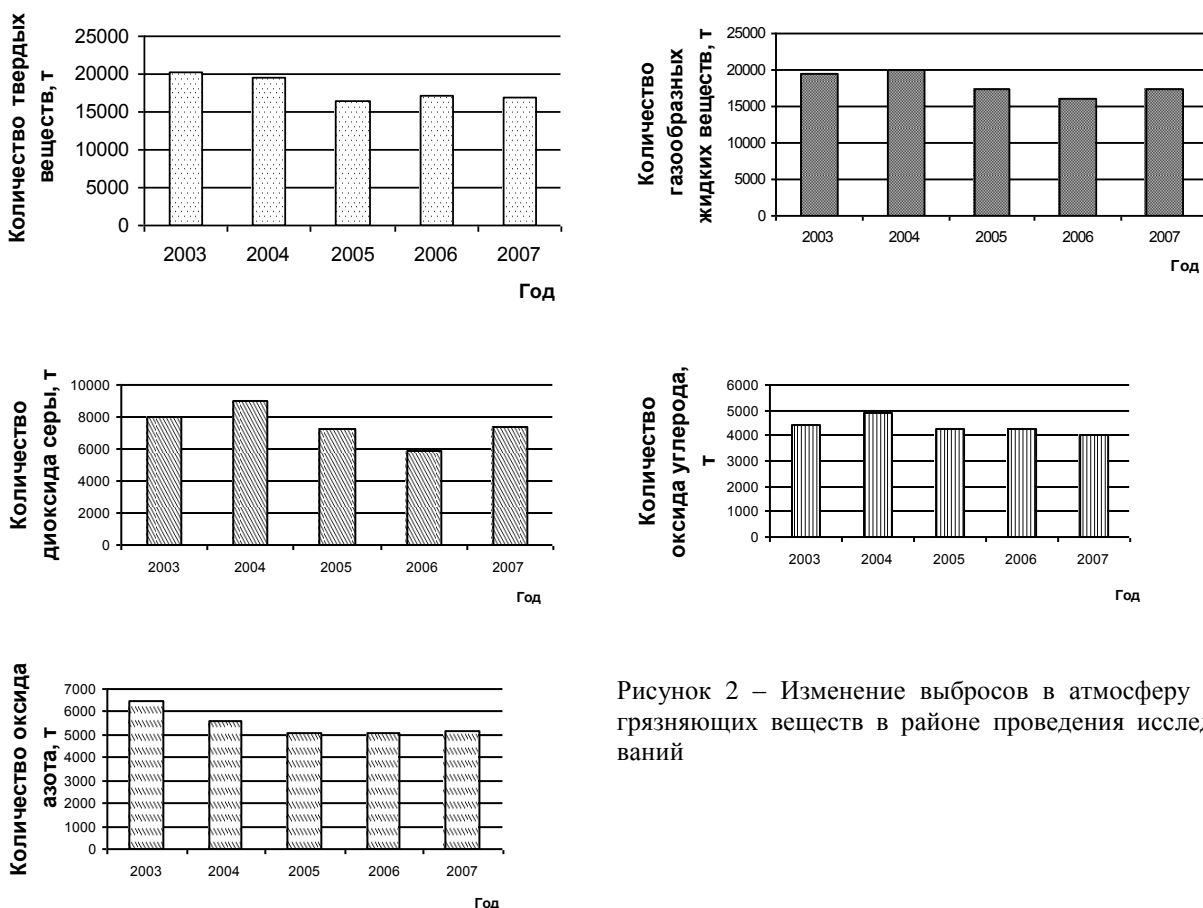 Количество твердых
веществ, т
25000
20000
15000
10000
5000
0
2003 2004 2005 2006 2007
Год
Количество
газообразных
жидких веществ, т
25000
20000
15000
10000
5000
0
2003 2004 2005 2006 2007
Год
Количество
диоксида серы, т
10000
8000
6000
4000
2000
0
2003 2004 2005 2006 2007
Год
Количество
оксида углерода,
т
6000
5000
4000
3000
2000
1000
0
2003 2004 2005 2006 2007
Год
Количество оксида
азота, т
7000
6000
5000
4000
3000
2000
1000
0
2003 2004 2005 2006 2007
Год
Рисунок 2 – Изменение выбросов в атмосферу
грязняющих веществ в районе проведения исслед
ваний